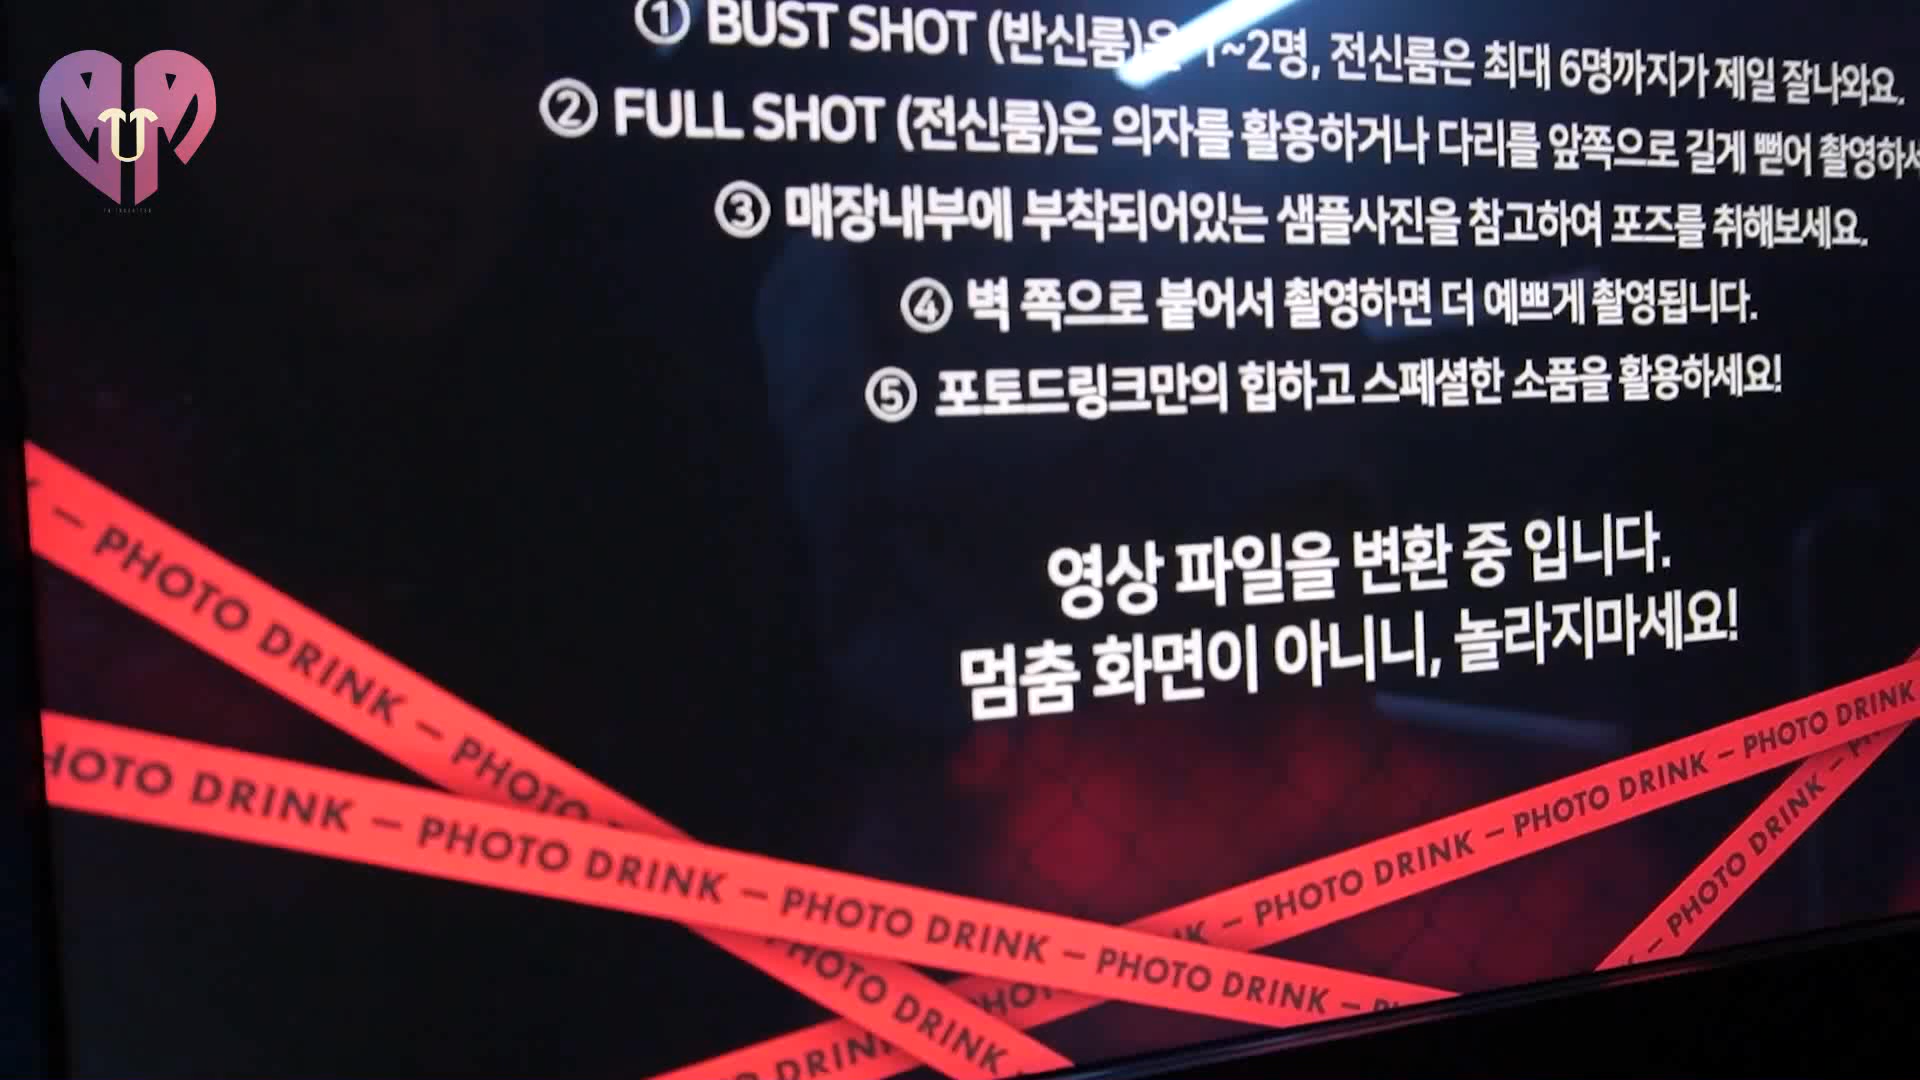 ① BUST SHOT (반신룸)은 1~2명, 전신룸은 최대 6명까지가 제일 잘나와요.
② FULL SHOT (전신룸)은 의자를 활용하거나 다리를 앞쪽으로 길게 뻗어 촬영하세
③ 매장내부에 부착되어있는 샘플사진을 참고하여 포즈를 취해보세요.
④ 벽 쪽으로 붙어서 촬영하면 더 예쁘게 촬영됩니다.
⑤ 포토드링크만의 힙하고 스페셜한 소품을 활용하세요!
영상 파일을 변환 중 입니다.
멈춤 화면이 아니니, 놀라지마세요!
– PHOTO DRINK – PHOTO
HOTO DRINK – PHOTO DRINK – PHOTO DRINK – PHOTO DRINK –
HOTO DRINK
DRINK
– PHOTO DRINK – PHOTO DRINK – PHOTO DRINK
– PHOTO DRINK –
U